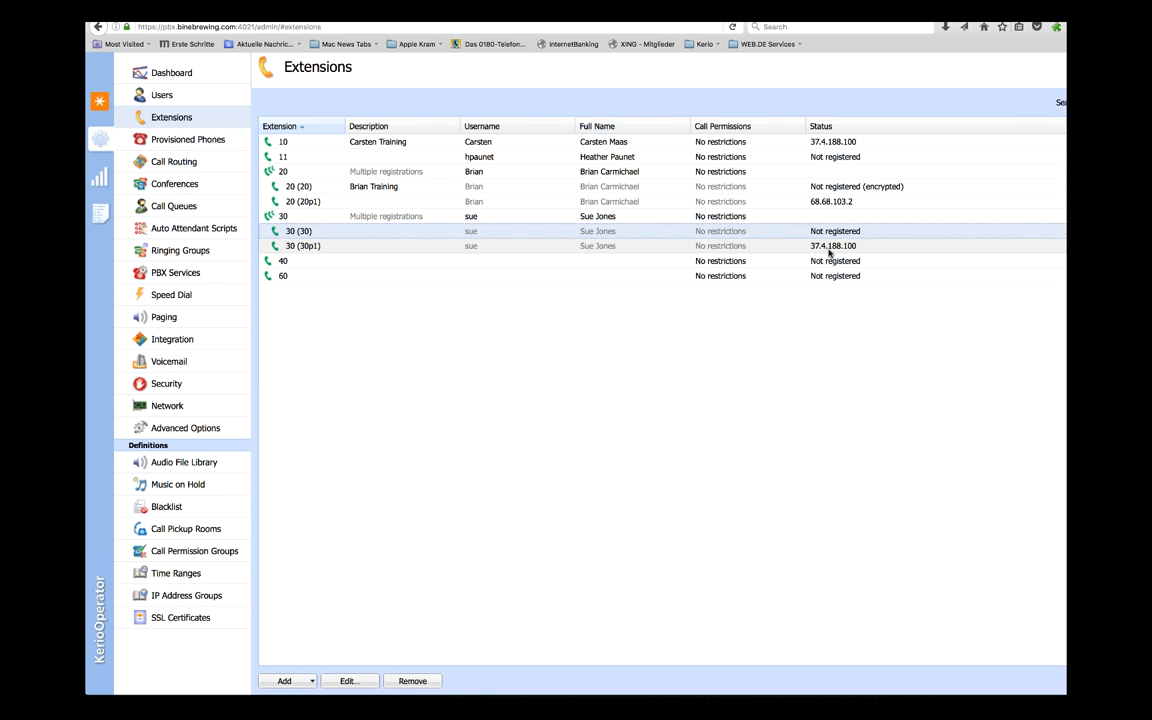 https://pbx.binebrewing.com:4021/admin/#extensions
Search
Most Visited
Erste Schritte
Aktuelle Nachric...
Mac News Tabs
Apple Kram
Das 0180-Telefon...
InternetBanking
XING - Mitglieder
Kerio
WEB.DE Services
Extensions
Sea
Extension Description Username Full Name Call Permissions Status
10 Carsten Training Carsten Carsten Maas No restrictions 37.4.188.100
11 hpaunet Heather Paunet No restrictions Not registered
20 Multiple registrations Brian Brian Carmichael No restrictions
20 (20) Brian Training Brian Brian Carmichael No restrictions Not registered (encrypted)
20 (20p1) Brian Brian Carmichael No restrictions 68.68.103.2
30 Multiple registrations sue Sue Jones No restrictions
30 (30) sue Sue Jones No restrictions Not registered
30 (30p1) sue Sue Jones No restrictions 37.4.188.100
40 No restrictions Not registered
60 No restrictions Not registered
Dashboard
Users
Extensions
Provisioned Phones
Call Routing
Conferences
Call Queues
Auto Attendant Scripts
Ringing Groups
PBX Services
Speed Dial
Paging
Integration
Voicemail
Security
Network
Advanced Options
Definitions
Audio File Library
Music on Hold
Blacklist
Call Pickup Rooms
Call Permission Groups
Time Ranges
IP Address Groups
SSL Certificates
KerioOperator
Add
Edit...
Remove